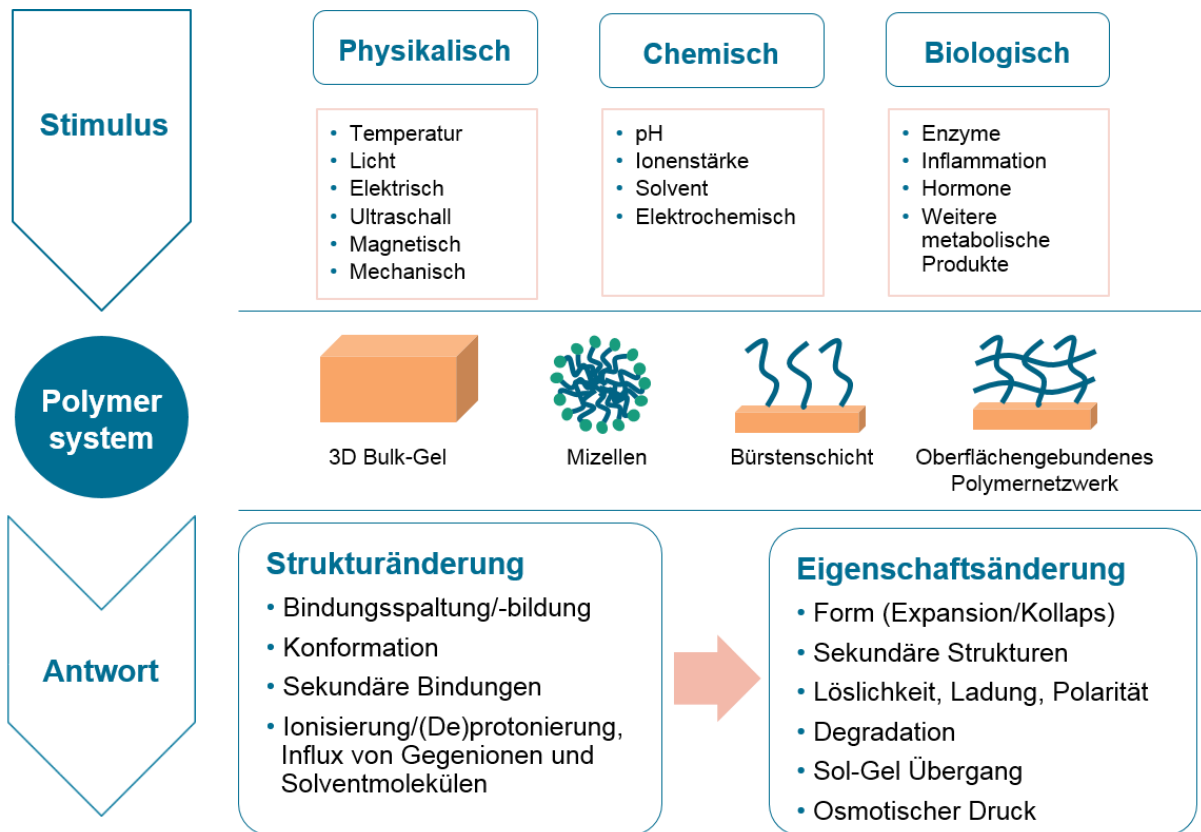 Stimulus
Physikalisch
Chemisch
Biologisch
• Temperatur
• Licht
• Elektrisch
• Ultraschall
• Magnetisch
• Mechanisch
• pH
• Ionenstärke
• Solvent
• Elektrochemisch
• Enzyme
• Inflammation
• Hormone
• Weitere
metabolische
Produkte
Polymer
system
3D Bulk-Gel
Mizellen
Bürstenschicht
Oberflächengebundenes
Polymernetzwerk
Antwort
Strukturänderung
• Bindungsspaltung/-bildung
• Konformation
• Sekundäre Bindungen
• Ionisierung/(De)protonierung,
Influx von Gegenionen und
Solventmolekülen
Eigenschaftsänderung
• Form (Expansion/Kollaps)
• Sekundäre Strukturen
• Löslichkeit, Ladung, Polarität
• Degradation
• Sol-Gel Übergang
• Osmotischer Druck